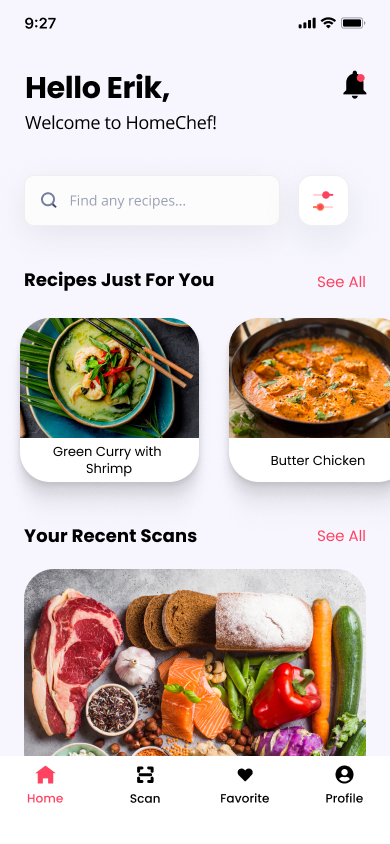 9:27
Hello Erik,
Welcome to HomeChef!
Find any recipes...
Recipes Just For You
See All
Green Curry with
Shrimp
Butter Chicken
Your Recent Scans
See All
Home
Scan
Favorite
Profile